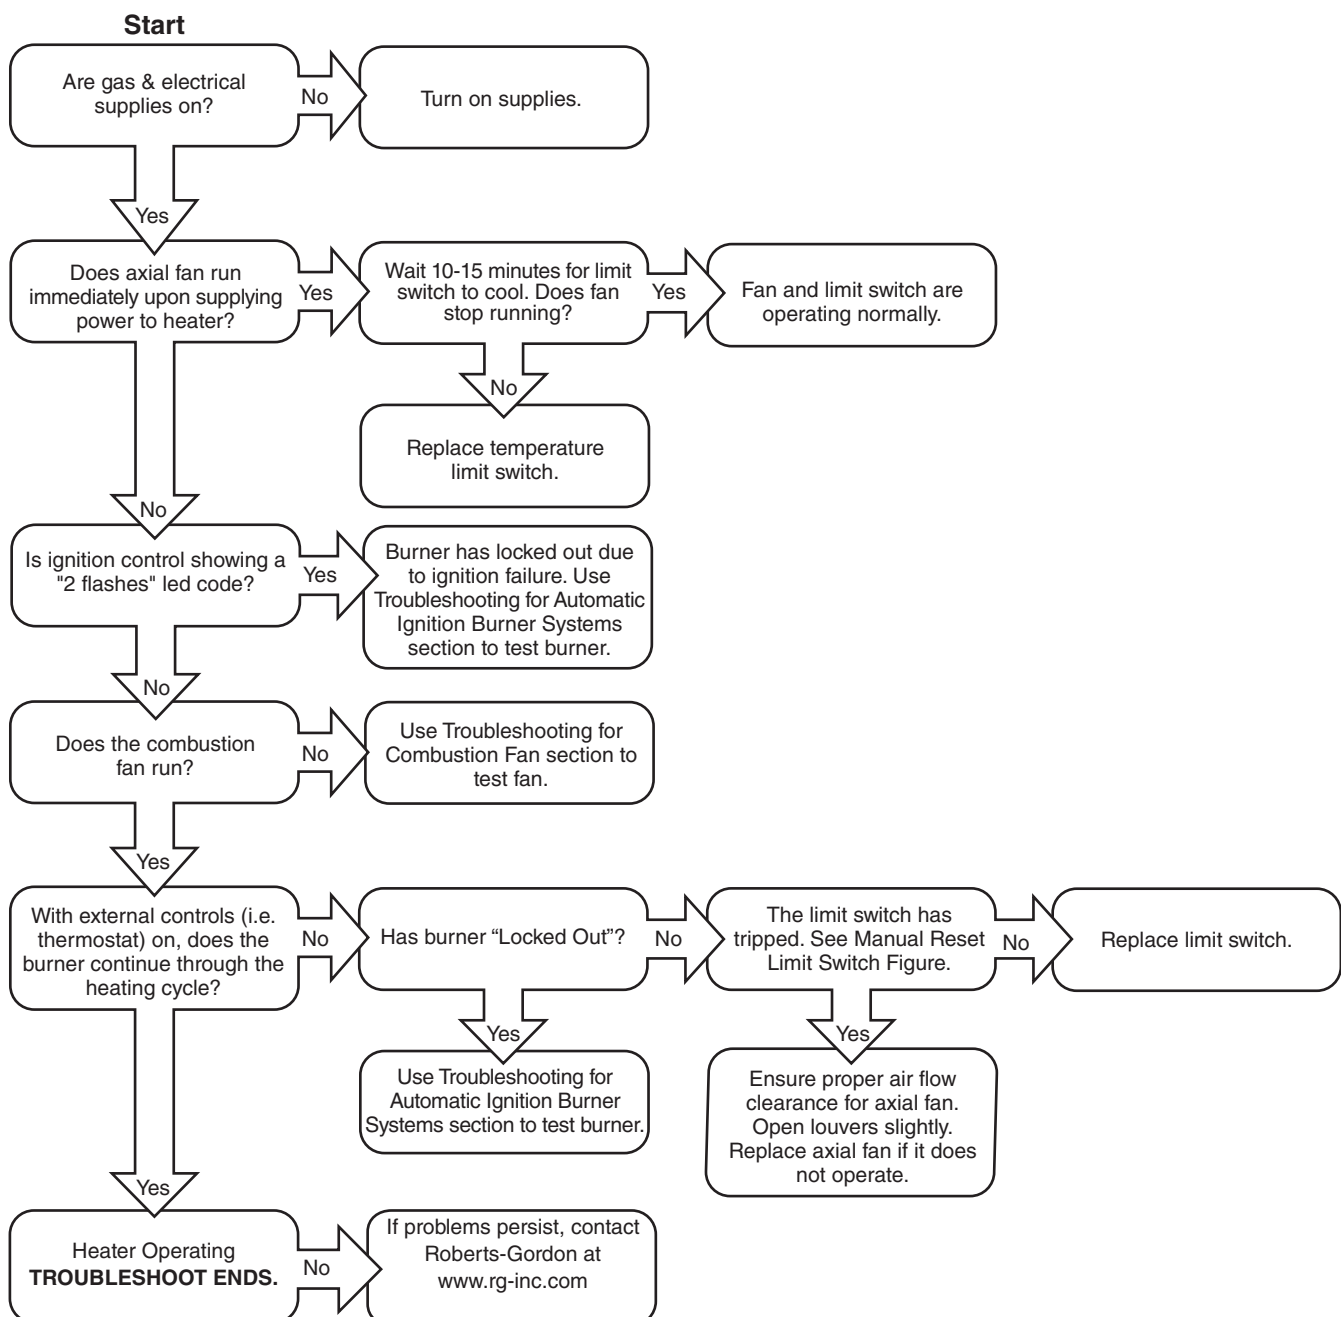 Start
Are gas & electrical
supplies on?
No
Turn on supplies.
Yes
Does axial fan run
immediately upon supplying
power to heater?
Yes
Wait 10-15 minutes for limit
switch to cool. Does fan
stop running?
Yes
Fan and limit switch are
operating normally.
No
Replace temperature
limit switch.
No
Is ignition control showing a
"2 flashes" led code?
Yes
Burner has locked out due
to ignition failure. Use
Troubleshooting for Automatic
Ignition Burner Systems
section to test burner.
No
Does the combustion
fan run?
No
Use Troubleshooting for
Combustion Fan section to
test fan.
Yes
With external controls (i.e.
thermostat) on, does the
burner continue through the
heating cycle?
No
Has burner “Locked Out”?
No
The limit switch has
tripped. See Manual Reset
Limit Switch Figure.
No
Replace limit switch.
Yes
Use Troubleshooting for
Automatic Ignition Burner
Systems section to test burner.
Yes
Ensure proper air flow
clearance for axial fan.
Open louvers slightly.
Replace axial fan if it does
not operate.
Yes
Heater Operating
TROUBLESHOOT ENDS.
No
If problems persist, contact
Roberts-Gordon at
www.rg-inc.com